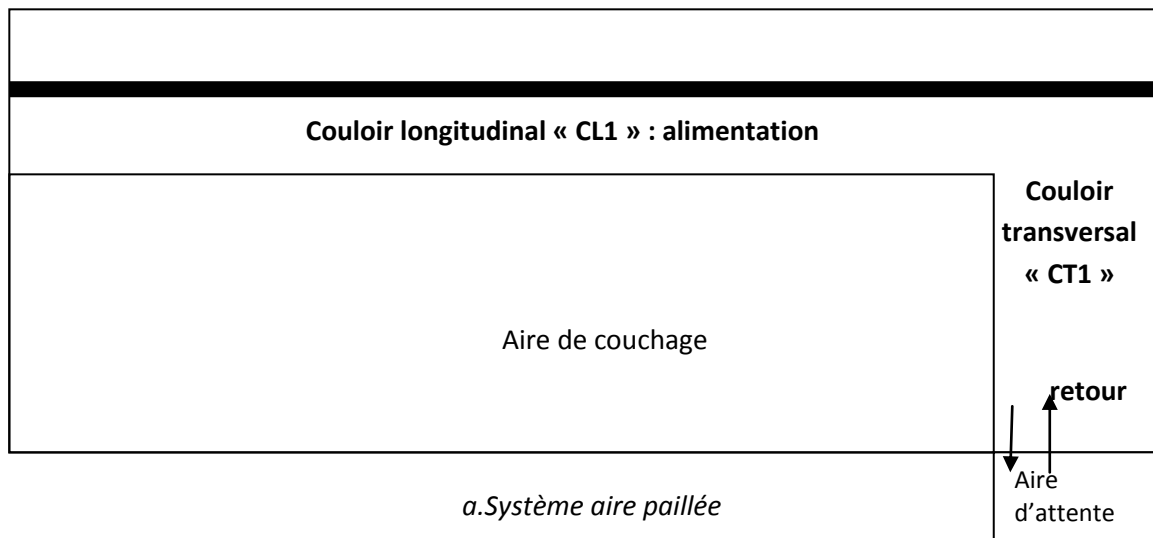 Couloir longitudinal « CL1 » : alimentation
Couloir
transversal
« CT1 »
Aire de couchage
retour
a.Système aire paillée
Aire
d’attente